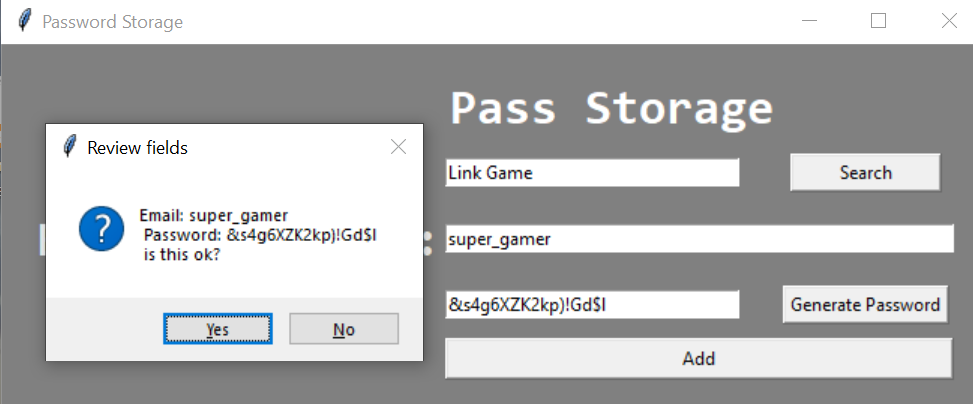 Password Storage
Pass Storage
Review fields
Link Game
Search
Email: super_gamer
Password: &s4g6XZK2kp)!Gd$I
is this ok?
super_gamer
&s4g6XZK2kp)!Gd$I
Generate Password
Yes
No
Add